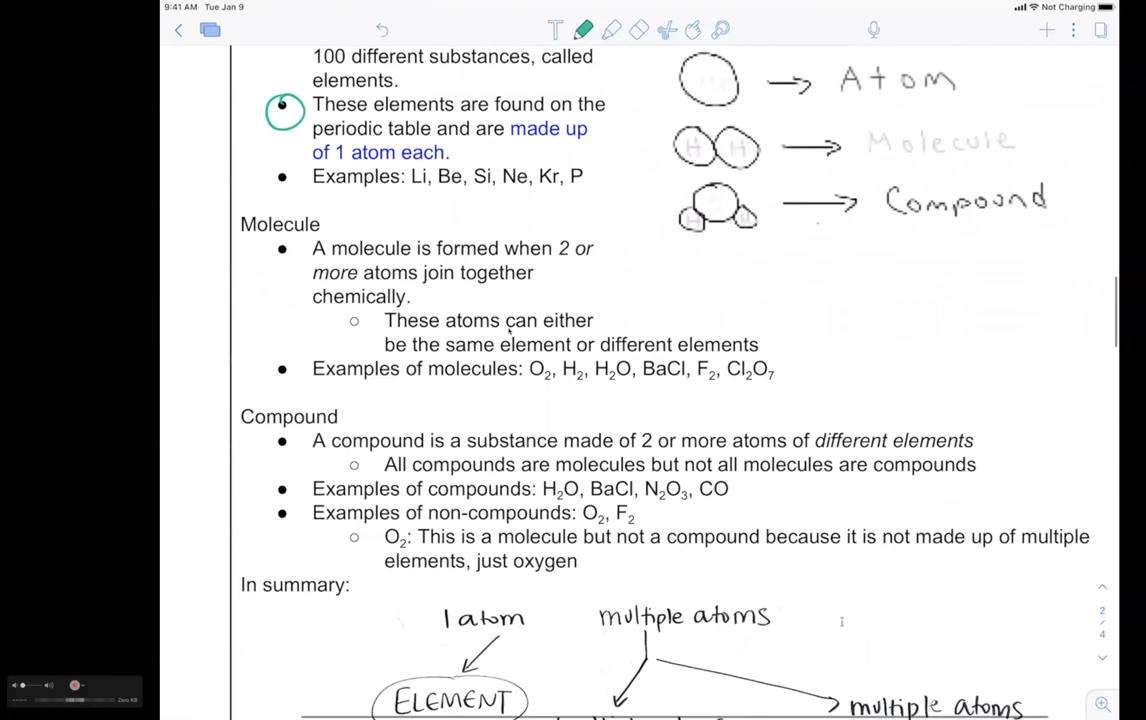 9:41 AM Tue Jan 9
Not Charging
100 different substances, called
elements.
These elements are found on the
periodic table and are made up
of 1 atom each.
Examples: Li, Be, Si, Ne, Kr, P
Atom
H H Molecule
Compound
Molecule
A molecule is formed when 2 or
more atoms join together
chemically.
These atoms can either
be the same element or different elements
Examples of molecules: O₂, H₂, H₂O, BaCl, F₂, Cl₂O₇
Compound
A compound is a substance made of 2 or more atoms of different elements
All compounds are molecules but not all molecules are compounds
Examples of compounds: H₂O, BaCl, N₂O₃, CO
Examples of non-compounds: O₂, F₂
O₂: This is a molecule but not a compound because it is not made up of multiple
elements, just oxygen
In summary:
1 atom multiple atoms
ELEMENT
multiple atoms
2
/
4
Zero KB